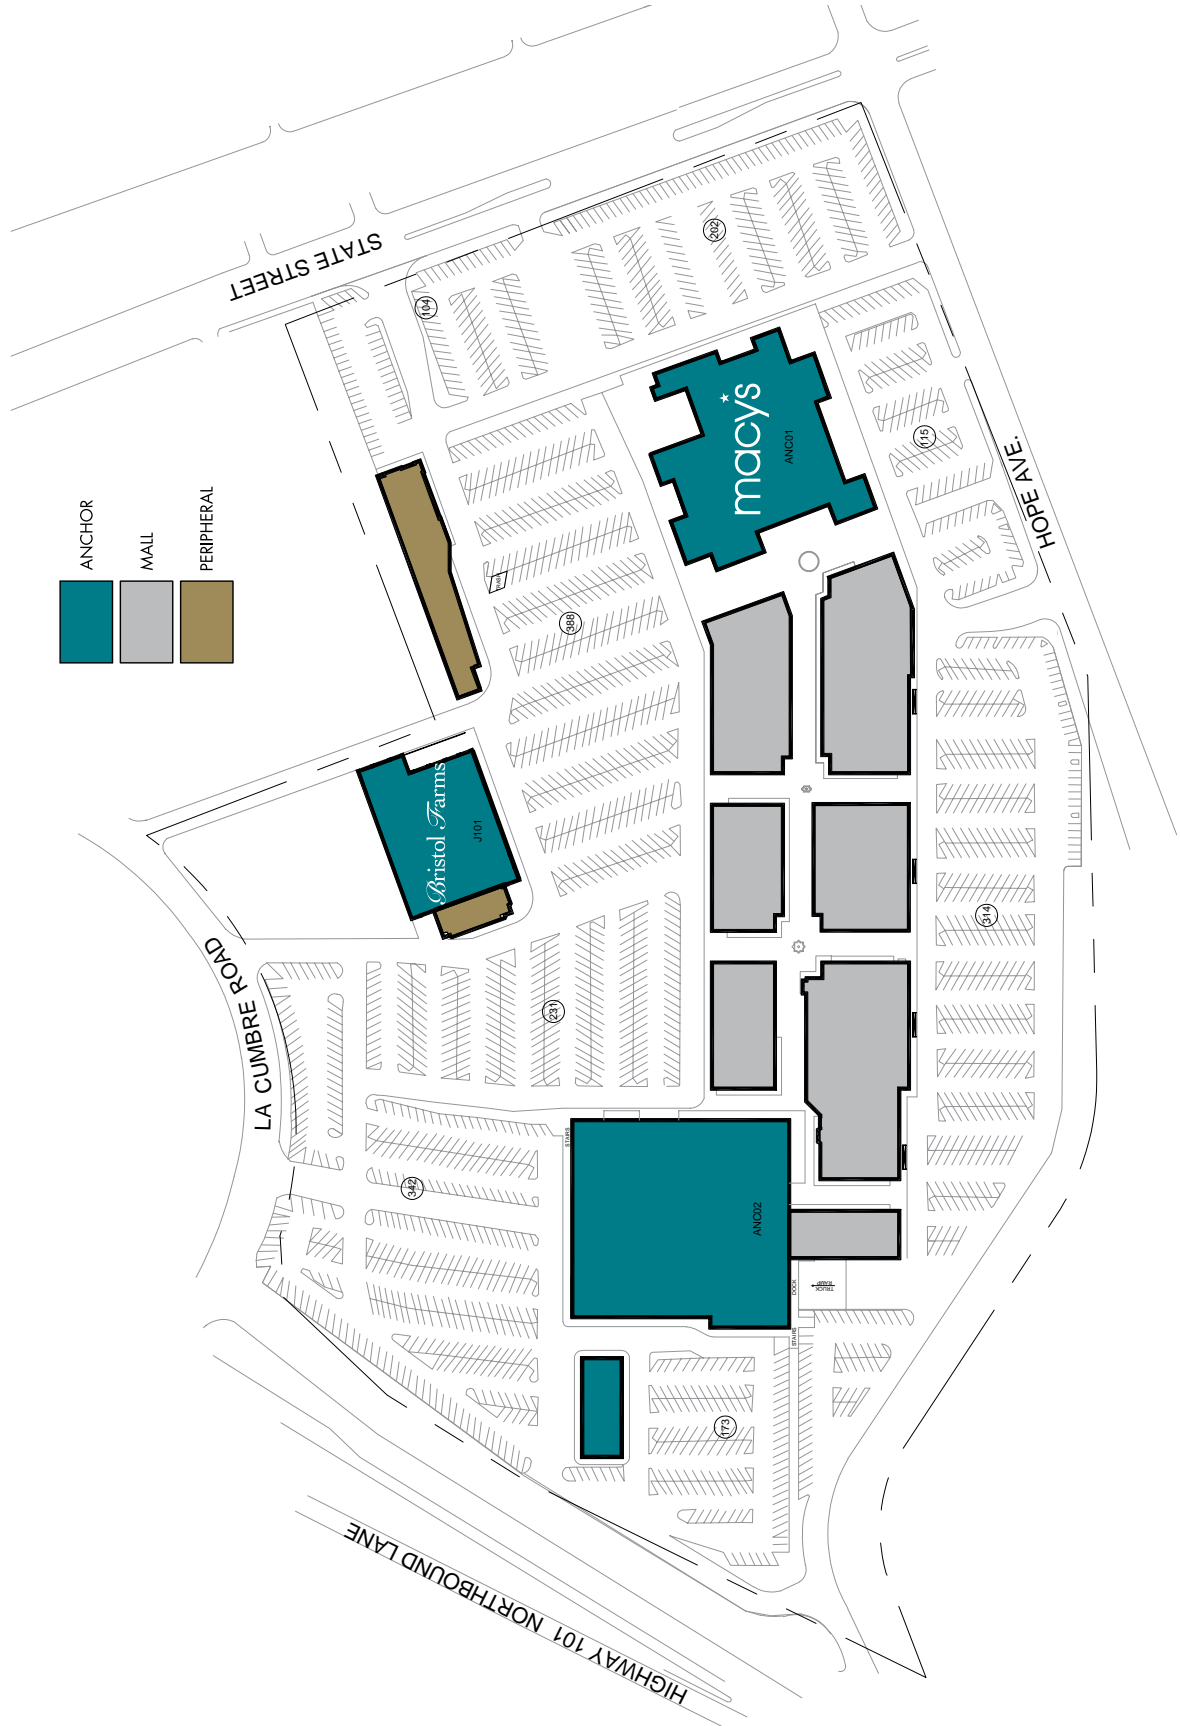 STATE STREET
104
202
ANCHOR
MALL
PERIPHERAL
macy's
ANC01
115
HOPE AVE.
TRASH
388
Bristol Farms
J101
314
LA CUMBRE ROAD
231
STAIRS
342
ANC02
DOCK
TRUCK
RAMP
STAIRS
173
HIGHWAY 101 NORTHBOUND LANE